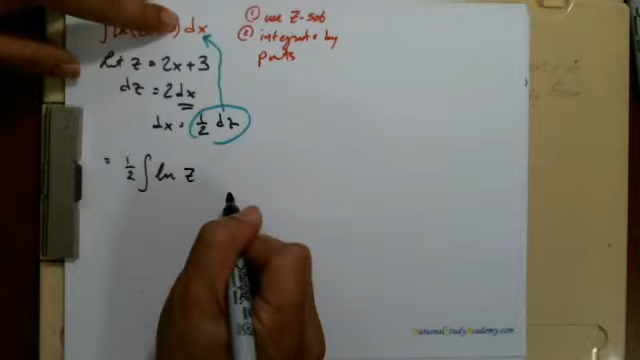 ∫ dx
① use z-sub
② integrate by
parts
let z = 2x + 3
dz = 2dx
dx = 1/2 dz
= 1/2 ∫ ln z
NationalStudyAcademy.com